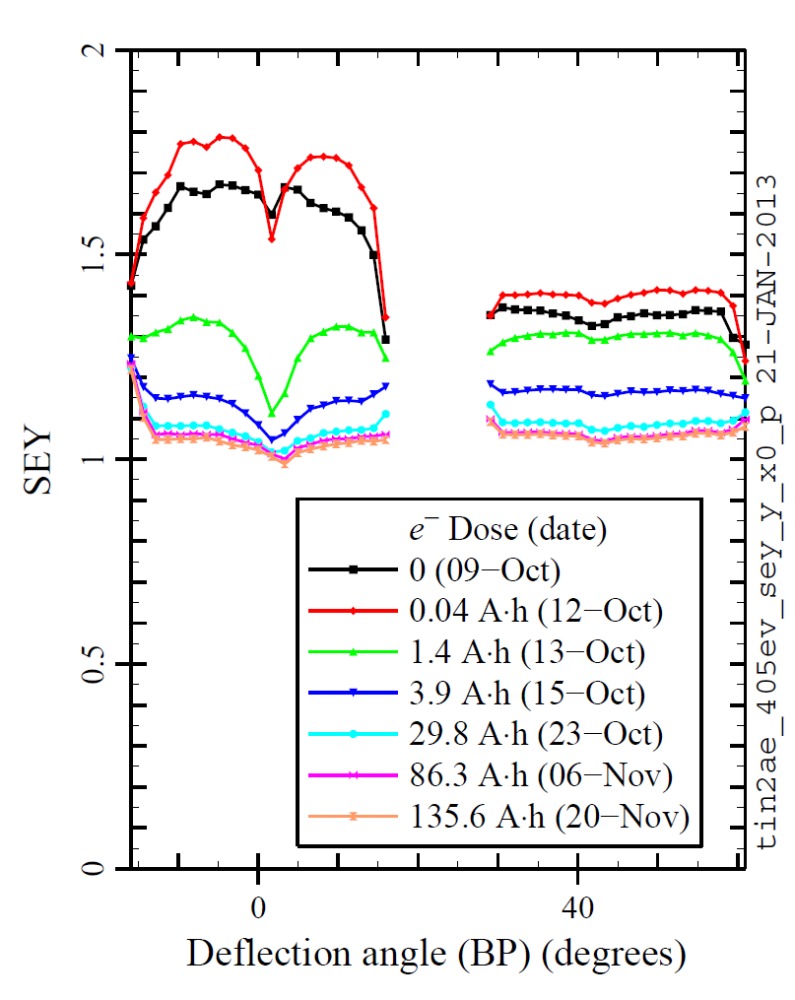 2
1.5
1
0.5
0
SEY
e− Dose (date)
0 (09−Oct)
0.04 A·h (12−Oct)
1.4 A·h (13−Oct)
3.9 A·h (15−Oct)
29.8 A·h (23−Oct)
86.3 A·h (06−Nov)
135.6 A·h (20−Nov)
0 40
Deflection angle (BP) (degrees)
tin2ae_405ev_sey_y_x0_p 21−JAN−2013